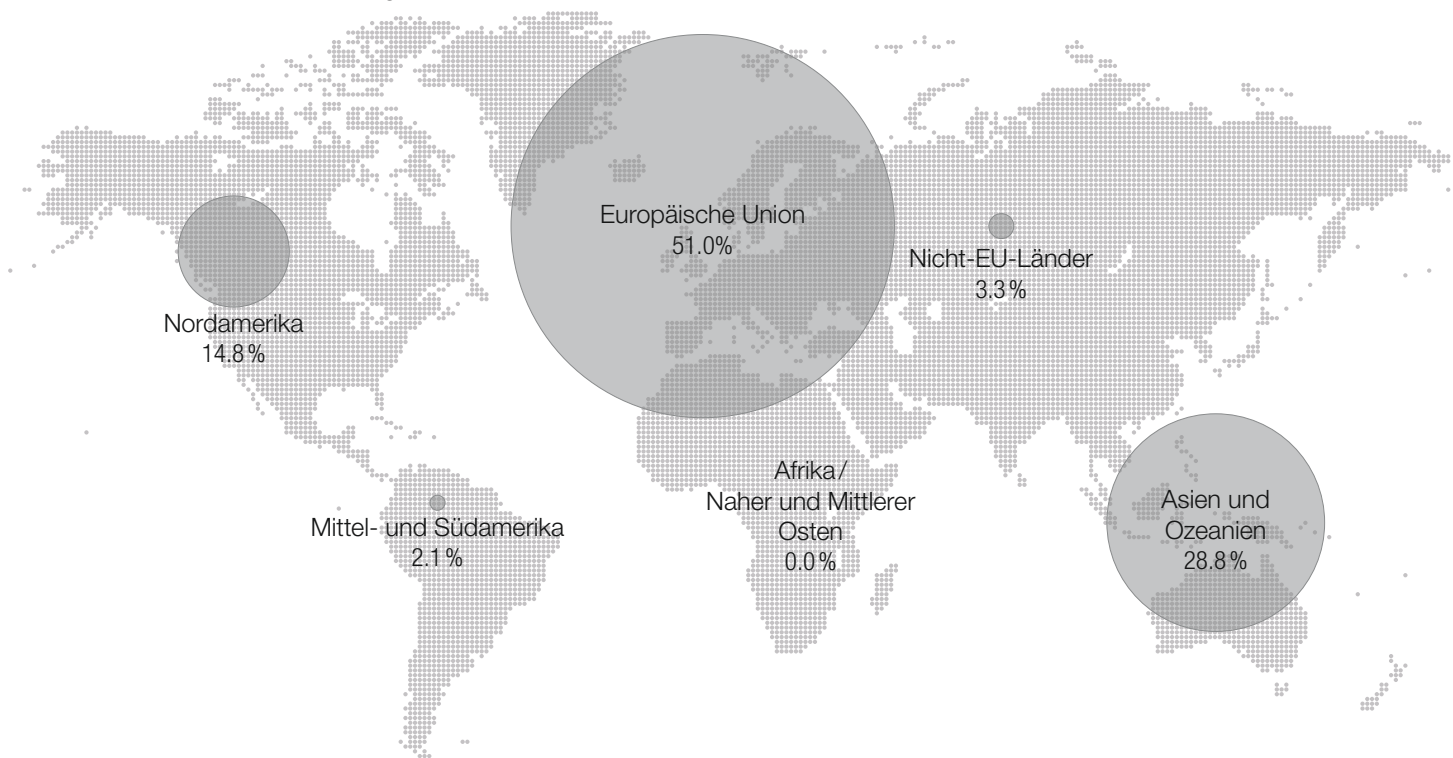 Europäische Union
51.0%
Nicht-EU-Länder
3.3%
Nordamerika
14.8%
Afrika/
Naher und Mittlerer
Osten
0.0%
Asien und
Ozeanien
28.8%
Mittel- und Südamerika
2.1%